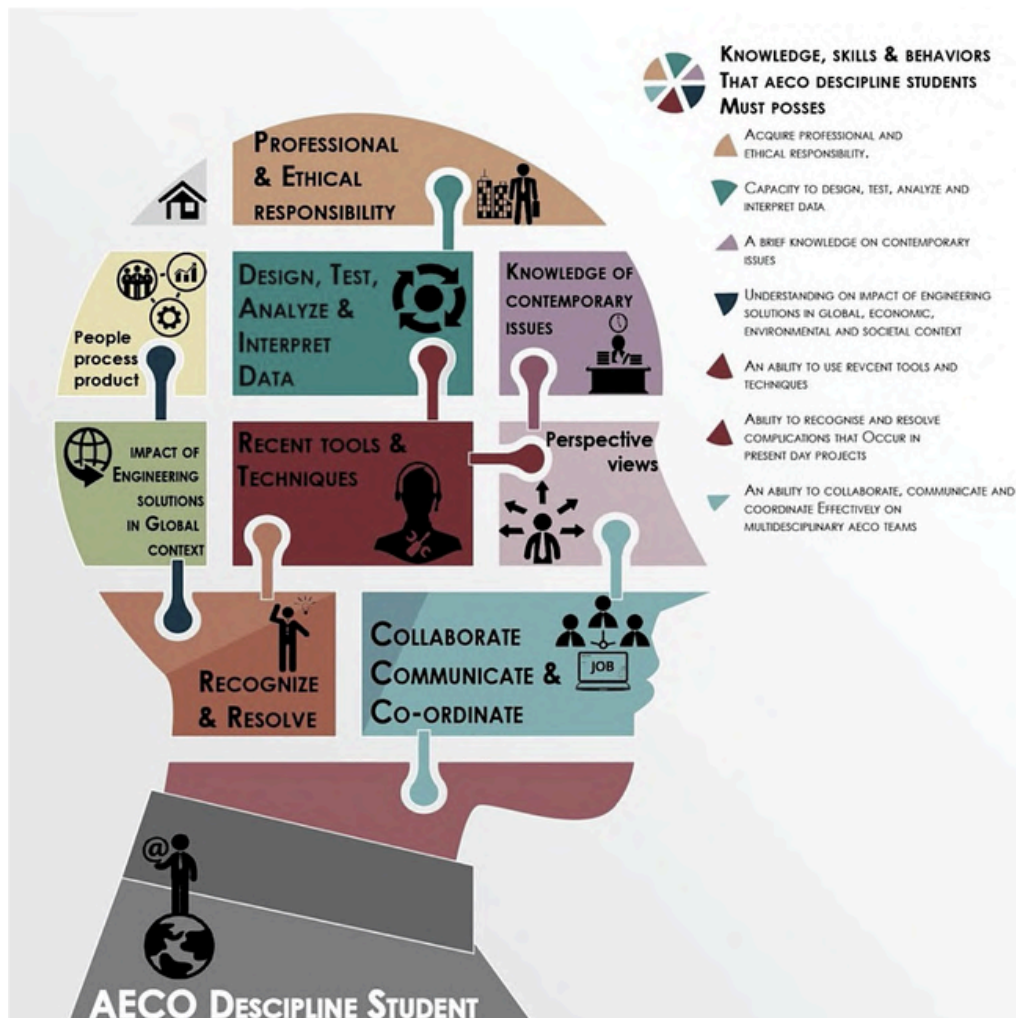 KNOWLEDGE, SKILLS & BEHAVIORS
THAT AECO DESCIPLINE STUDENTS
MUST POSSES
ACQUIRE PROFESSIONAL AND
ETHICAL RESPONSIBILITY.
CAPACITY TO DESIGN, TEST, ANALYZE AND
INTERPRET DATA
A BRIEF KNOWLEDGE ON CONTEMPORARY
ISSUES
UNDERSTANDING ON IMPACT OF ENGINEERING
SOLUTIONS IN GLOBAL, ECONOMIC,
ENVIRONMENTAL AND SOCIETAL CONTEXT
AN ABILITY TO USE REVCENT TOOLS AND
TECHNIQUES
ABILITY TO RECOGNISE AND RESOLVE
COMPLICATIONS THAT OCCUR IN
PRESENT DAY PROJECTS
AN ABILITY TO COLLABORATE, COMMUNICATE AND
COORDINATE EFFECTIVELY ON
MULTIDESCIPLINARY AECO TEAMS
PROFESSIONAL
& ETHICAL
RESPONSIBILITY
People
process
product
DESIGN, TEST,
ANALYZE &
INTERPRET
DATA
KNOWLEDGE OF
CONTEMPORARY
ISSUES
IMPACT OF
ENGINEERING
SOLUTIONS
IN GLOBAL
CONTEXT
RECENT TOOLS &
TECHNIQUES
Perspective
views
RECOGNIZE
& RESOLVE
COLLABORATE
COMMUNICATE &
CO-ORDINATE
JOB
@
AECO DESCIPLINE STUDENT